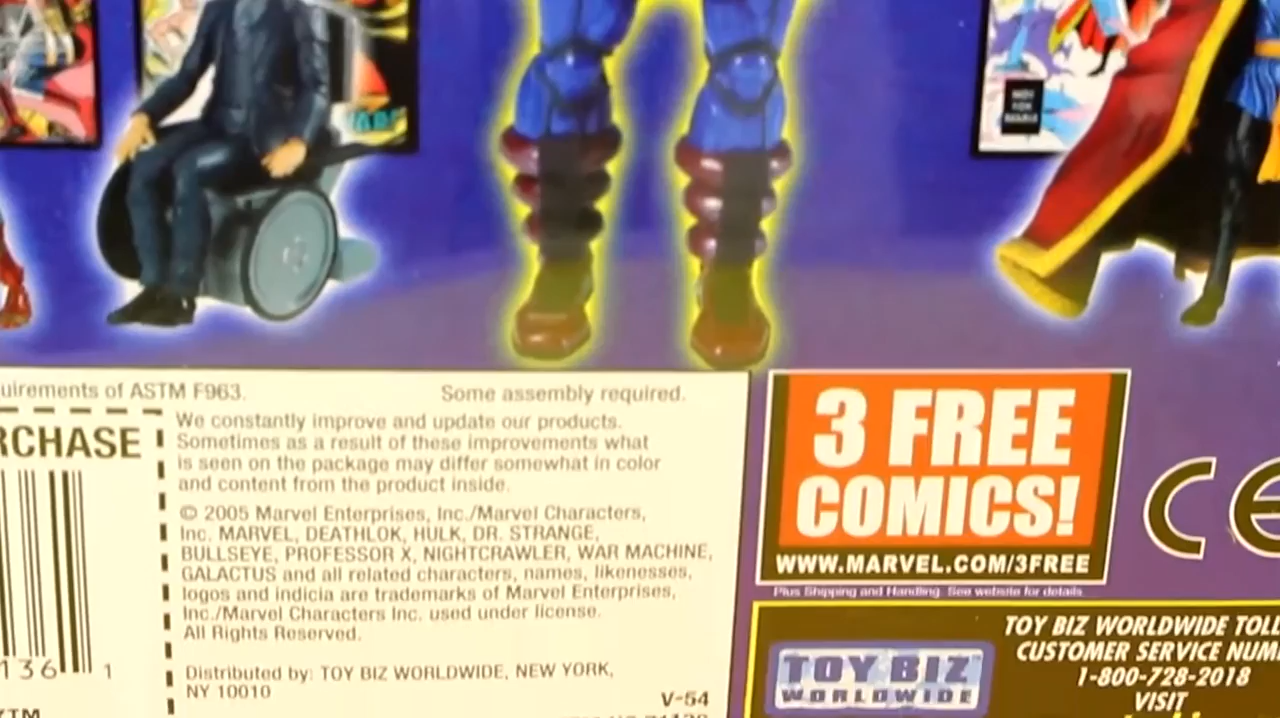 uirements of ASTM F963.
Some assembly required.
RCHASE
We constantly improve and update our products.
Sometimes as a result of these improvements what
is seen on the package may differ somewhat in color
and content from the product inside.
© 2005 Marvel Enterprises, Inc./Marvel Characters,
Inc. MARVEL, DEATHLOK, HULK, DR. STRANGE,
BULLSEYE, PROFESSOR X, NIGHTCRAWLER, WAR MACHINE,
GALACTUS and all related characters, names, likenesses,
logos and indicia are trademarks of Marvel Enterprises,
Inc./Marvel Characters Inc. used under license.
All Rights Reserved.
Distributed by: TOY BIZ WORLDWIDE, NEW YORK,
NY 10010
V-54
136 1
3 FREE
COMICS!
WWW.MARVEL.COM/3FREE
Plus Shipping and Handling. See website for details.
CE
TOY BIZ
WORLDWIDE
TOY BIZ WORLDWIDE TOLL
CUSTOMER SERVICE NUM
1-800-728-2018
VISIT